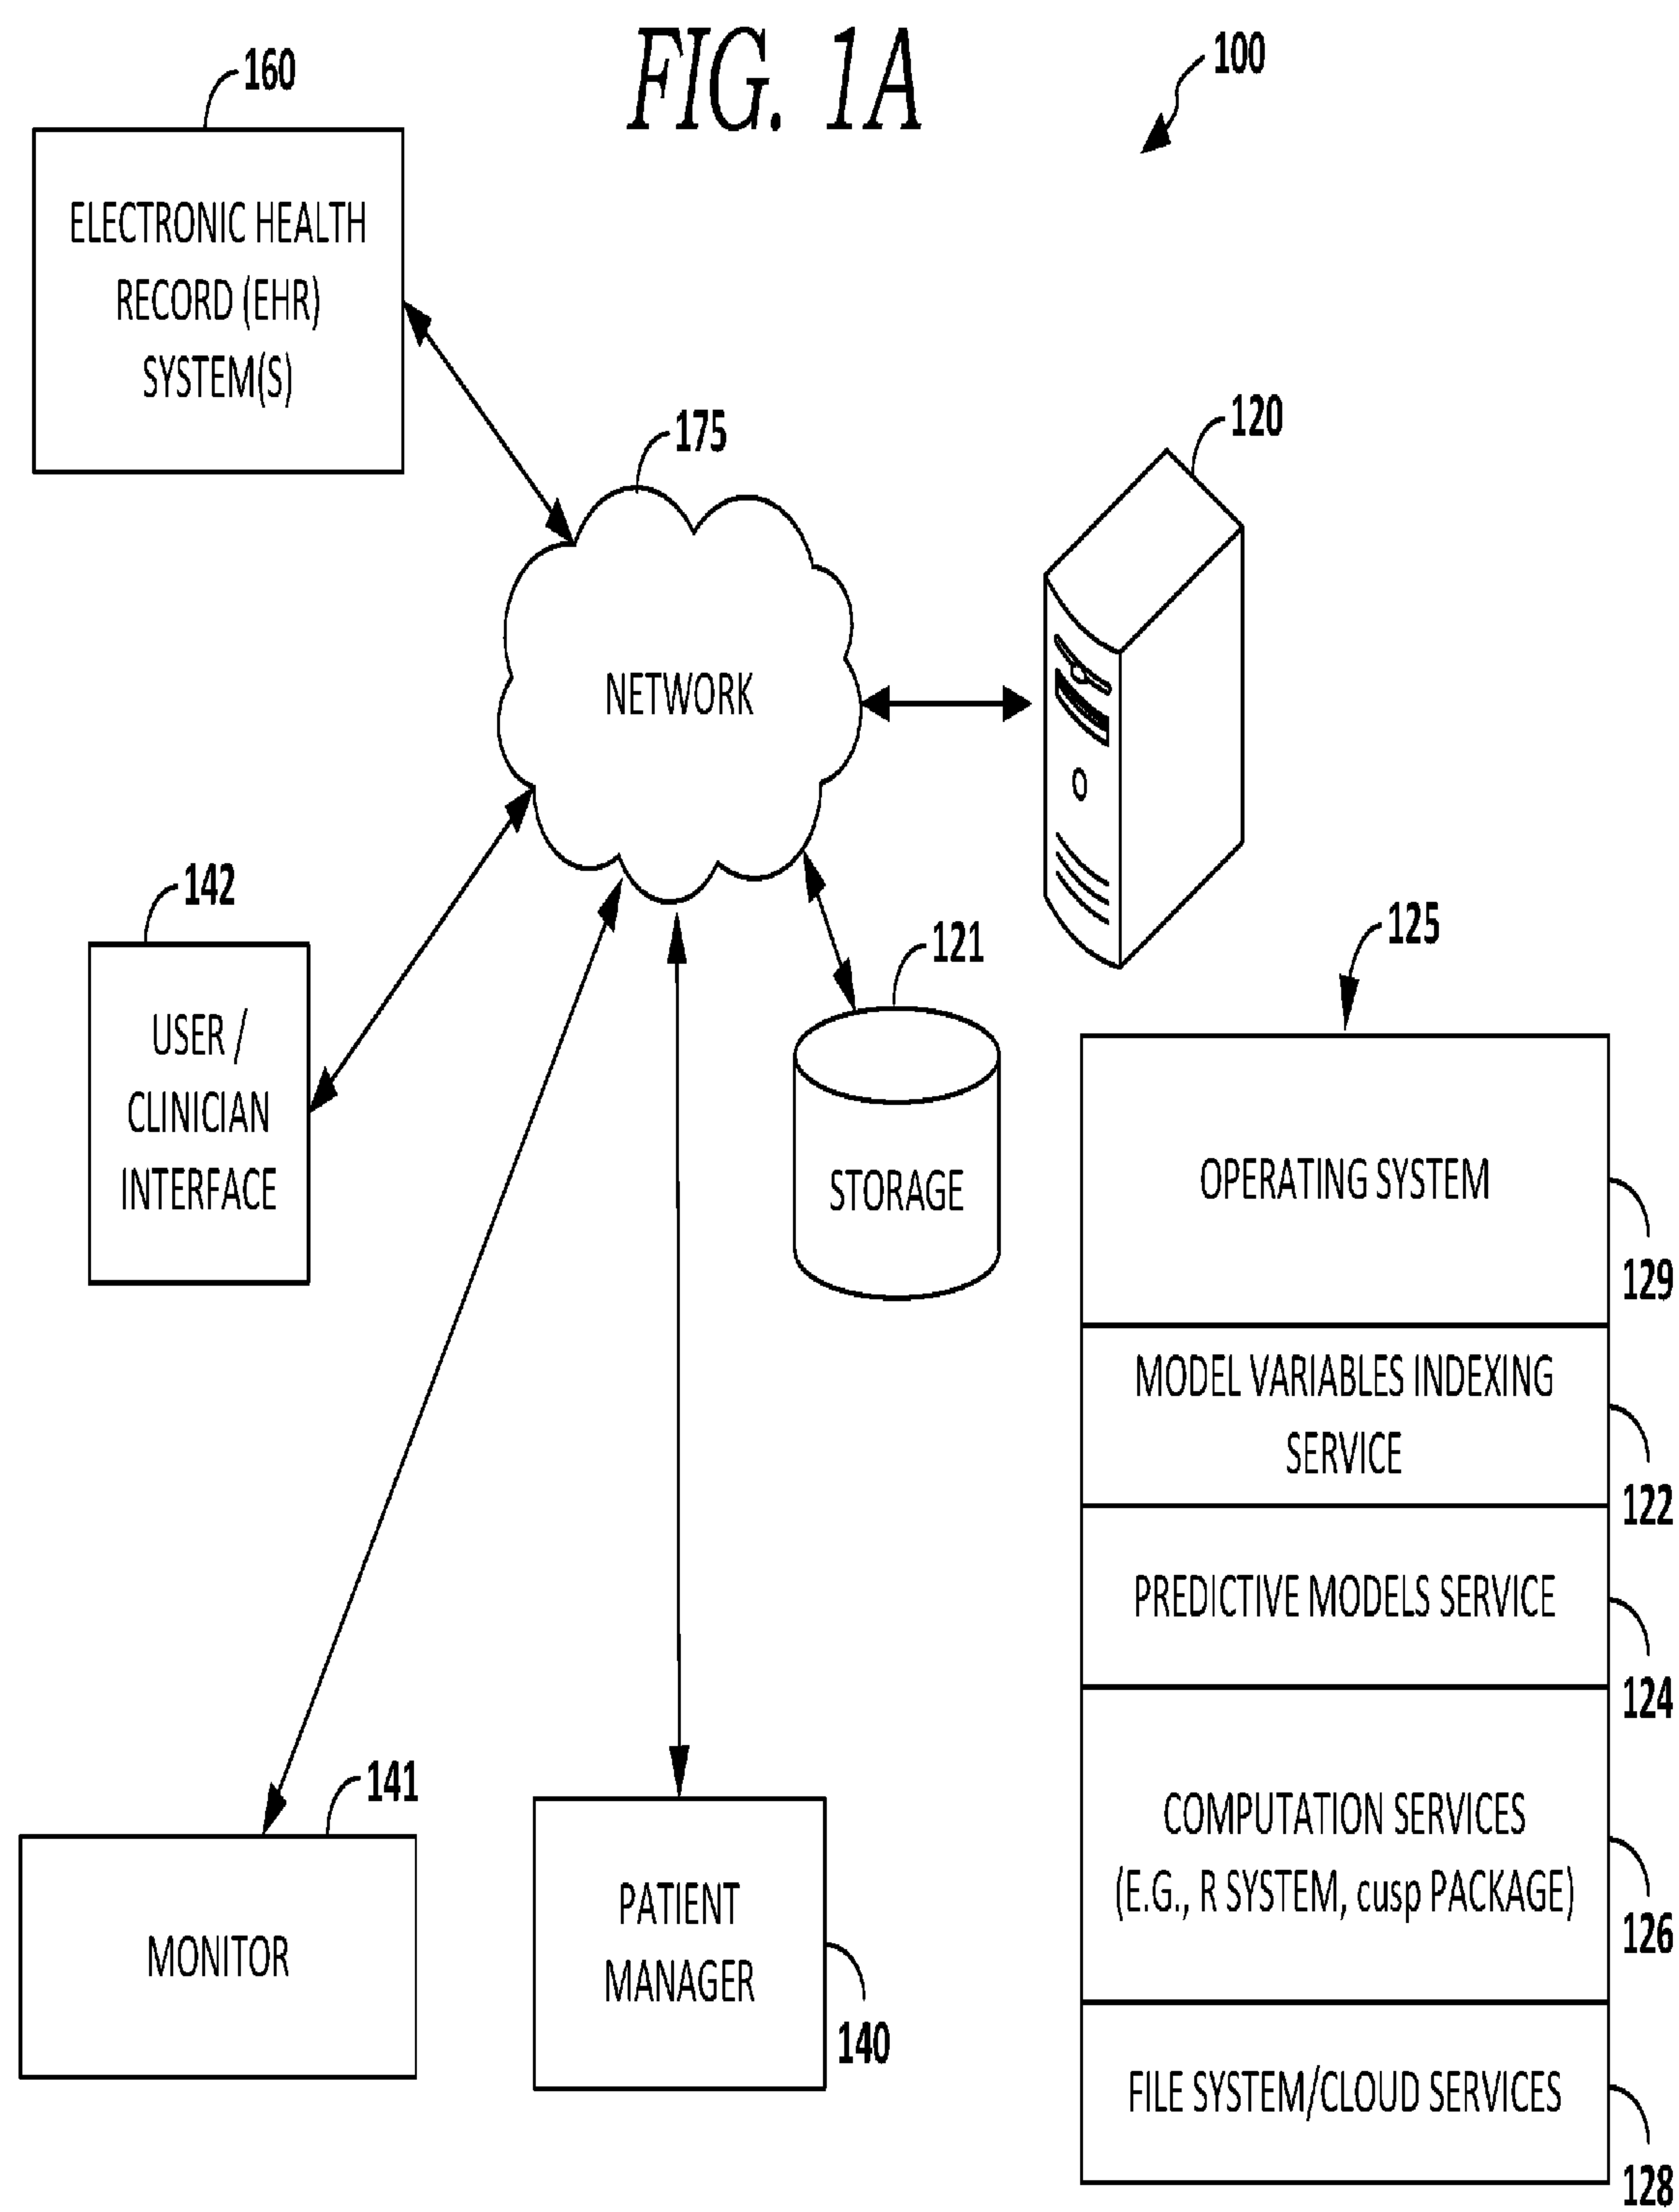 FIG. 1A
100
160
ELECTRONIC HEALTH
RECORD (EHR)
SYSTEM(S)
175
NETWORK
120
142
USER /
CLINICIAN
INTERFACE
121
STORAGE
125
OPERATING SYSTEM
129
MODEL VARIABLES INDEXING
SERVICE
122
PREDICTIVE MODELS SERVICE
124
COMPUTATION SERVICES
(E.G., R SYSTEM, cusp PACKAGE)
126
FILE SYSTEM/CLOUD SERVICES
128
141
MONITOR
PATIENT
MANAGER
140